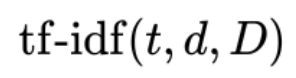 tf-idf(t, d, D)